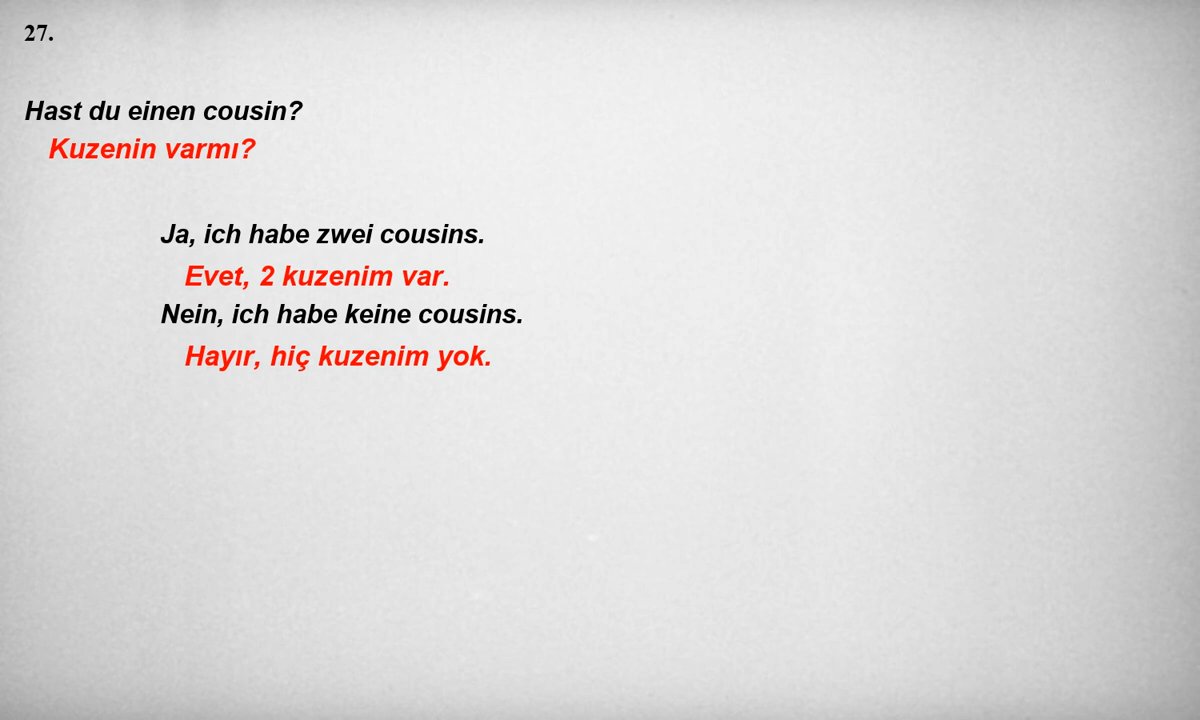 27.
Hast du einen cousin?
Kuzenin varmı?
Ja, ich habe zwei cousins.
Evet, 2 kuzenim var.
Nein, ich habe keine cousins.
Hayır, hiç kuzenim yok.